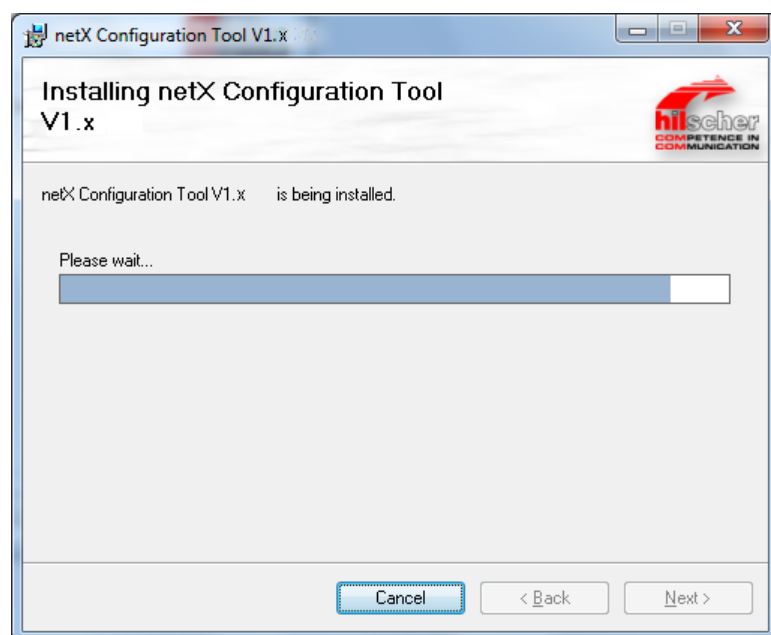 netX Configuration Tool V1.x
Installing netX Configuration Tool
V1.x
hilscher
COMPETENCE IN
COMMUNICATION
netX Configuration Tool V1.x is being installed.
Please wait...
Cancel
< Back
Next >